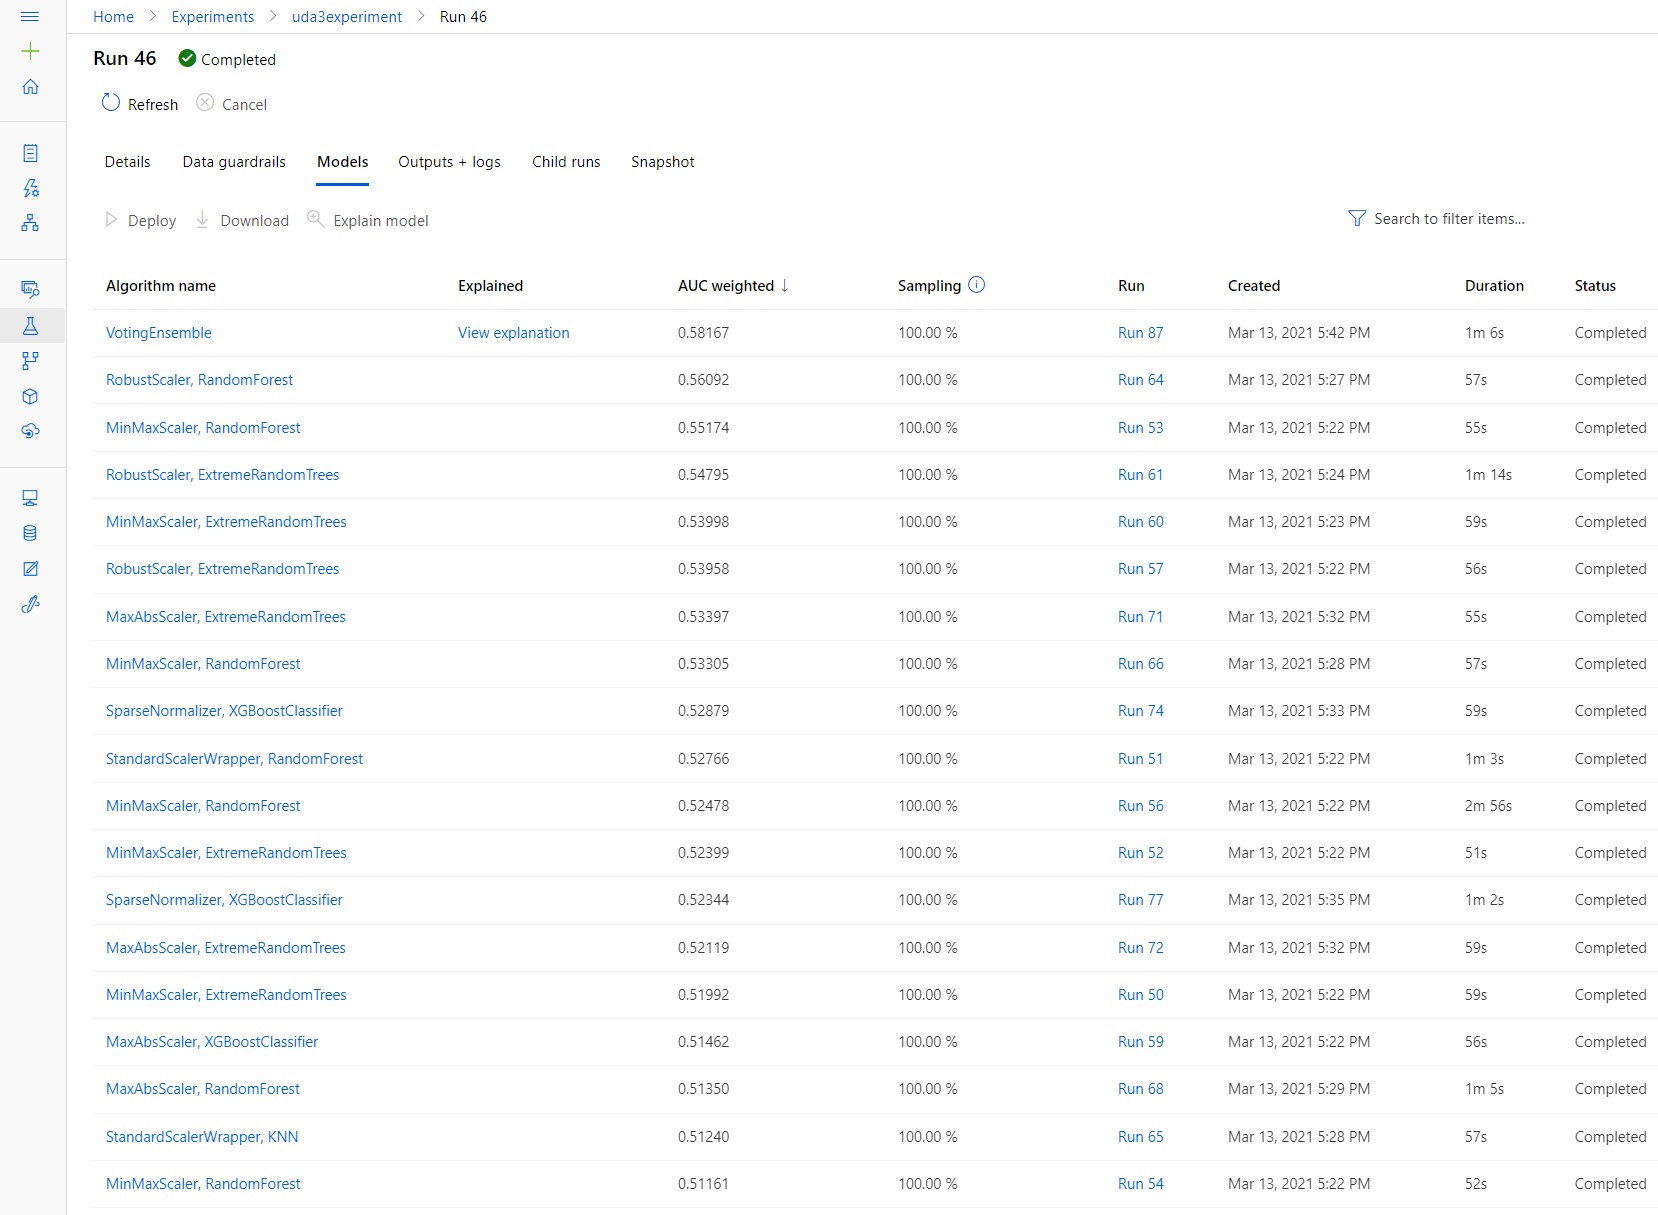 Home > Experiments > uda3experiment > Run 46
Run 46 Completed
Refresh Cancel
Details Data guardrails Models Outputs + logs Child runs Snapshot
Deploy Download Explain model Search to filter items...
Algorithm name Explained AUC weighted ↓ Sampling Run Created Duration Status
VotingEnsemble View explanation 0.58167 100.00 % Run 87 Mar 13, 2021 5:42 PM 1m 6s Completed
RobustScaler, RandomForest 0.56092 100.00 % Run 64 Mar 13, 2021 5:27 PM 57s Completed
MinMaxScaler, RandomForest 0.55174 100.00 % Run 53 Mar 13, 2021 5:22 PM 55s Completed
RobustScaler, ExtremeRandomTrees 0.54795 100.00 % Run 61 Mar 13, 2021 5:24 PM 1m 14s Completed
MinMaxScaler, ExtremeRandomTrees 0.53998 100.00 % Run 60 Mar 13, 2021 5:23 PM 59s Completed
RobustScaler, ExtremeRandomTrees 0.53958 100.00 % Run 57 Mar 13, 2021 5:22 PM 56s Completed
MaxAbsScaler, ExtremeRandomTrees 0.53397 100.00 % Run 71 Mar 13, 2021 5:32 PM 55s Completed
MinMaxScaler, RandomForest 0.53305 100.00 % Run 66 Mar 13, 2021 5:28 PM 57s Completed
SparseNormalizer, XGBoostClassifier 0.52879 100.00 % Run 74 Mar 13, 2021 5:33 PM 59s Completed
StandardScalerWrapper, RandomForest 0.52766 100.00 % Run 51 Mar 13, 2021 5:22 PM 1m 3s Completed
MinMaxScaler, RandomForest 0.52478 100.00 % Run 56 Mar 13, 2021 5:22 PM 2m 56s Completed
MinMaxScaler, ExtremeRandomTrees 0.52399 100.00 % Run 52 Mar 13, 2021 5:22 PM 51s Completed
SparseNormalizer, XGBoostClassifier 0.52344 100.00 % Run 77 Mar 13, 2021 5:35 PM 1m 2s Completed
MaxAbsScaler, ExtremeRandomTrees 0.52119 100.00 % Run 72 Mar 13, 2021 5:32 PM 59s Completed
MinMaxScaler, ExtremeRandomTrees 0.51992 100.00 % Run 50 Mar 13, 2021 5:22 PM 59s Completed
MaxAbsScaler, XGBoostClassifier 0.51462 100.00 % Run 59 Mar 13, 2021 5:22 PM 56s Completed
MaxAbsScaler, RandomForest 0.51350 100.00 % Run 68 Mar 13, 2021 5:29 PM 1m 5s Completed
StandardScalerWrapper, KNN 0.51240 100.00 % Run 65 Mar 13, 2021 5:28 PM 57s Completed
MinMaxScaler, RandomForest 0.51161 100.00 % Run 54 Mar 13, 2021 5:22 PM 52s Completed